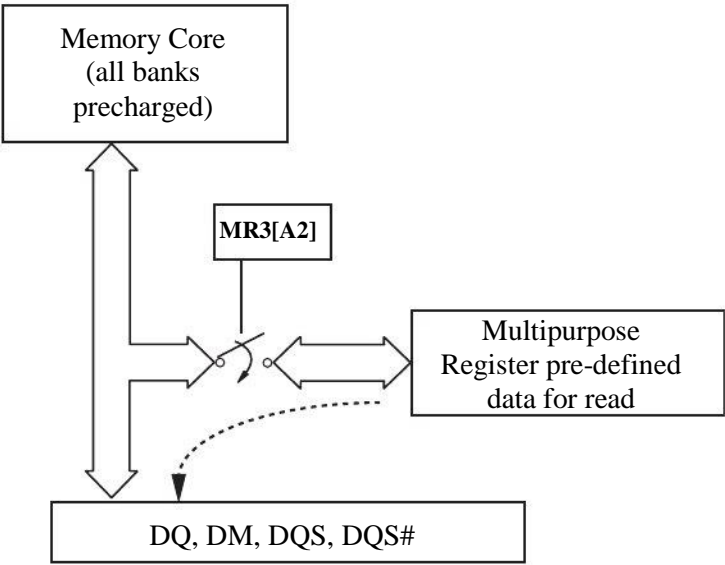 Memory Core
(all banks
precharged)
MR3[A2]
Multipurpose
Register pre-defined
data for read
DQ, DM, DQS, DQS#